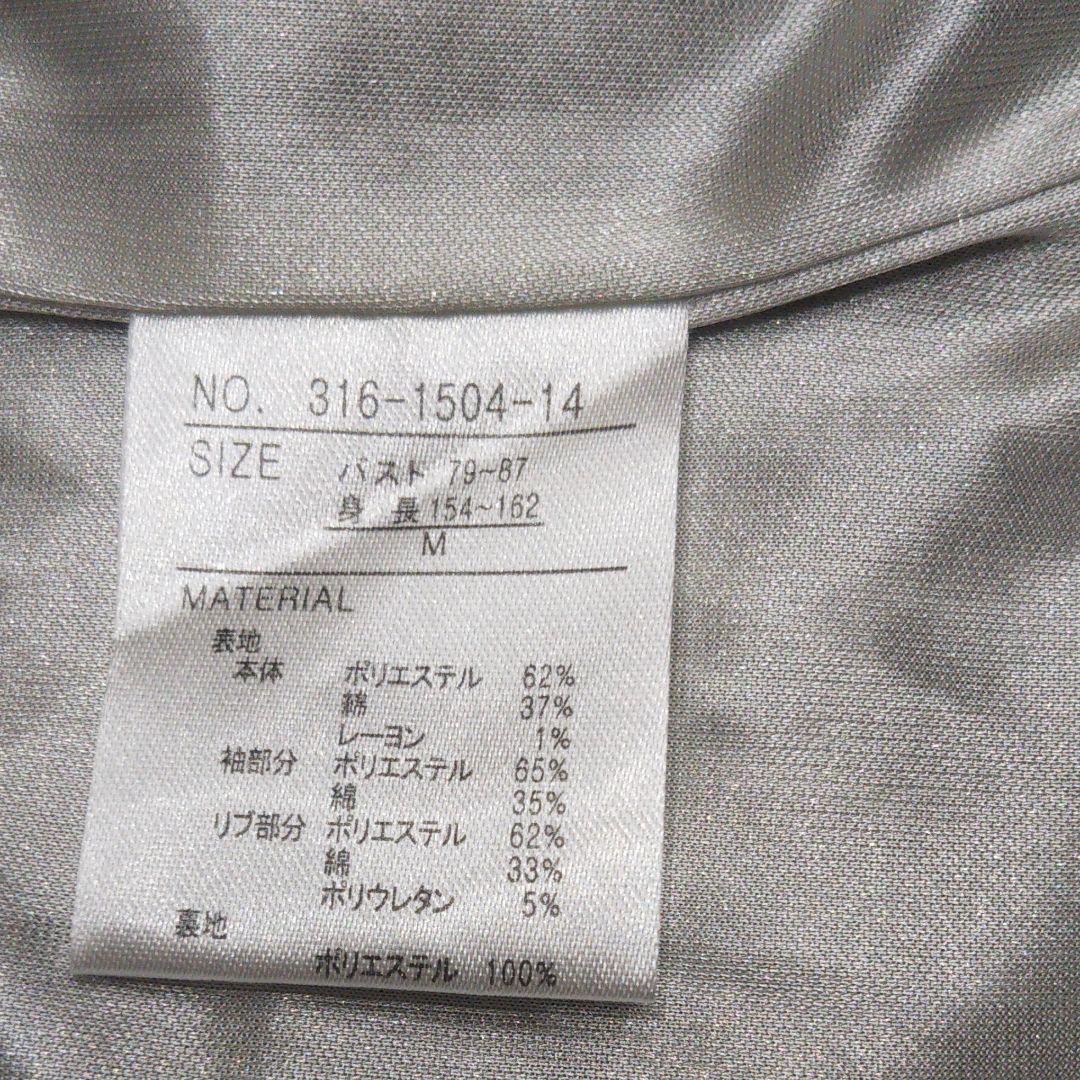 NO. 316-1504-14
SIZE バスト 79~87
身長 154~162
M
MATERIAL
表地
本体 ポリエステル 62%
綿 37%
レーヨン 1%
袖部分 ポリエステル 65%
綿 35%
リブ部分 ポリエステル 62%
綿 33%
ポリウレタン 5%
裏地
ポリエステル 100%